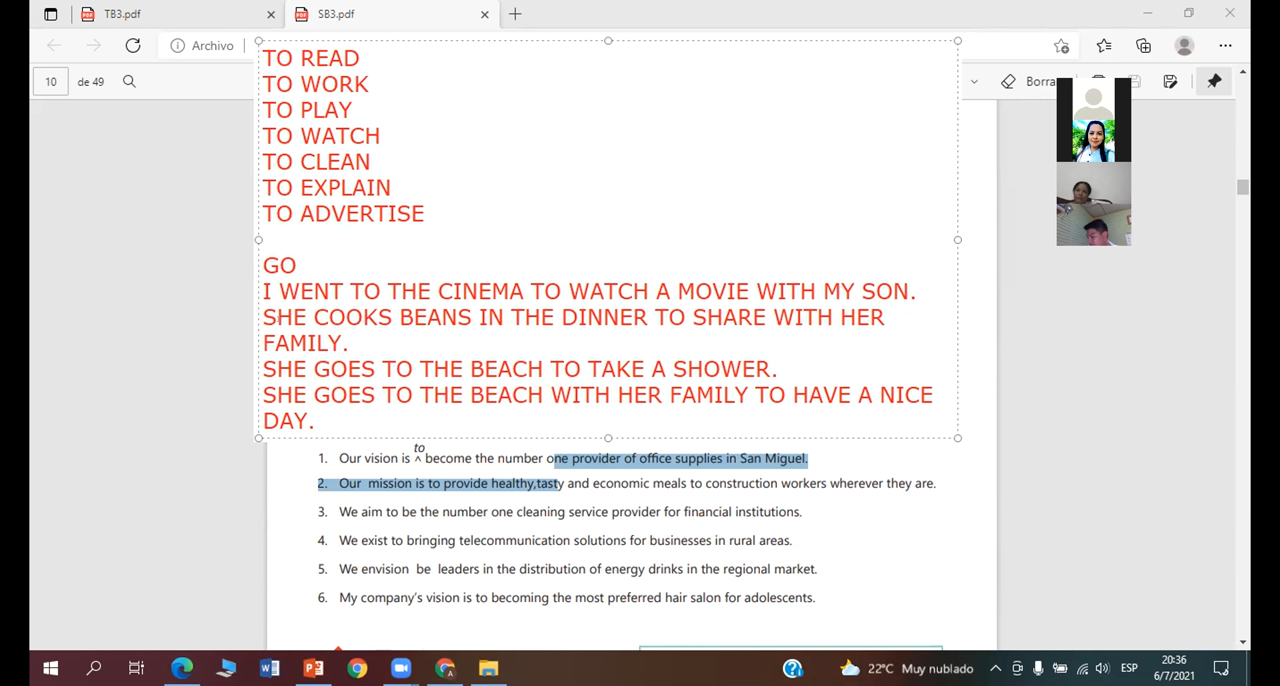 TB3.pdf
SB3.pdf
Archivo
10 de 49
Borra
TO READ
TO WORK
TO PLAY
TO WATCH
TO CLEAN
TO EXPLAIN
TO ADVERTISE
GO
I WENT TO THE CINEMA TO WATCH A MOVIE WITH MY SON.
SHE COOKS BEANS IN THE DINNER TO SHARE WITH HER
FAMILY.
SHE GOES TO THE BEACH TO TAKE A SHOWER.
SHE GOES TO THE BEACH WITH HER FAMILY TO HAVE A NICE
DAY.
to
1. Our vision is ^ become the number one provider of office supplies in San Miguel.
2. Our mission is to provide healthy,tasty and economic meals to construction workers wherever they are.
3. We aim to be the number one cleaning service provider for financial institutions.
4. We exist to bringing telecommunication solutions for businesses in rural areas.
5. We envision be leaders in the distribution of energy drinks in the regional market.
6. My company's vision is to becoming the most preferred hair salon for adolescents.
22°C Muy nublado
ESP
20:36
6/7/2021